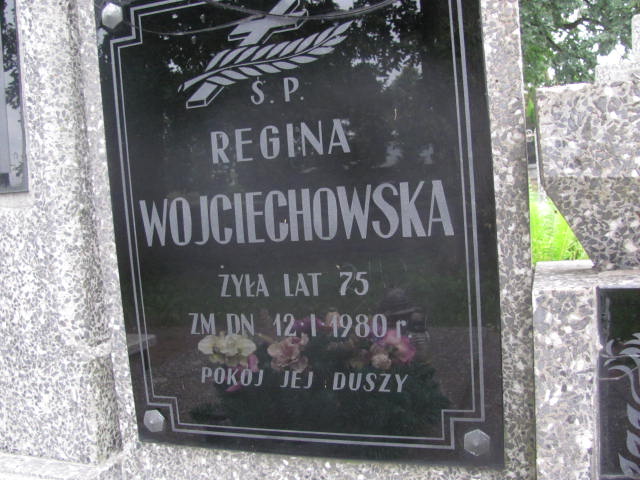 Ś. P.
REGINA
WOJCIECHOWSKA
ŻYŁA LAT 75
ZM. DN. 12. I 1980 r.
POKÓJ JEJ DUSZY